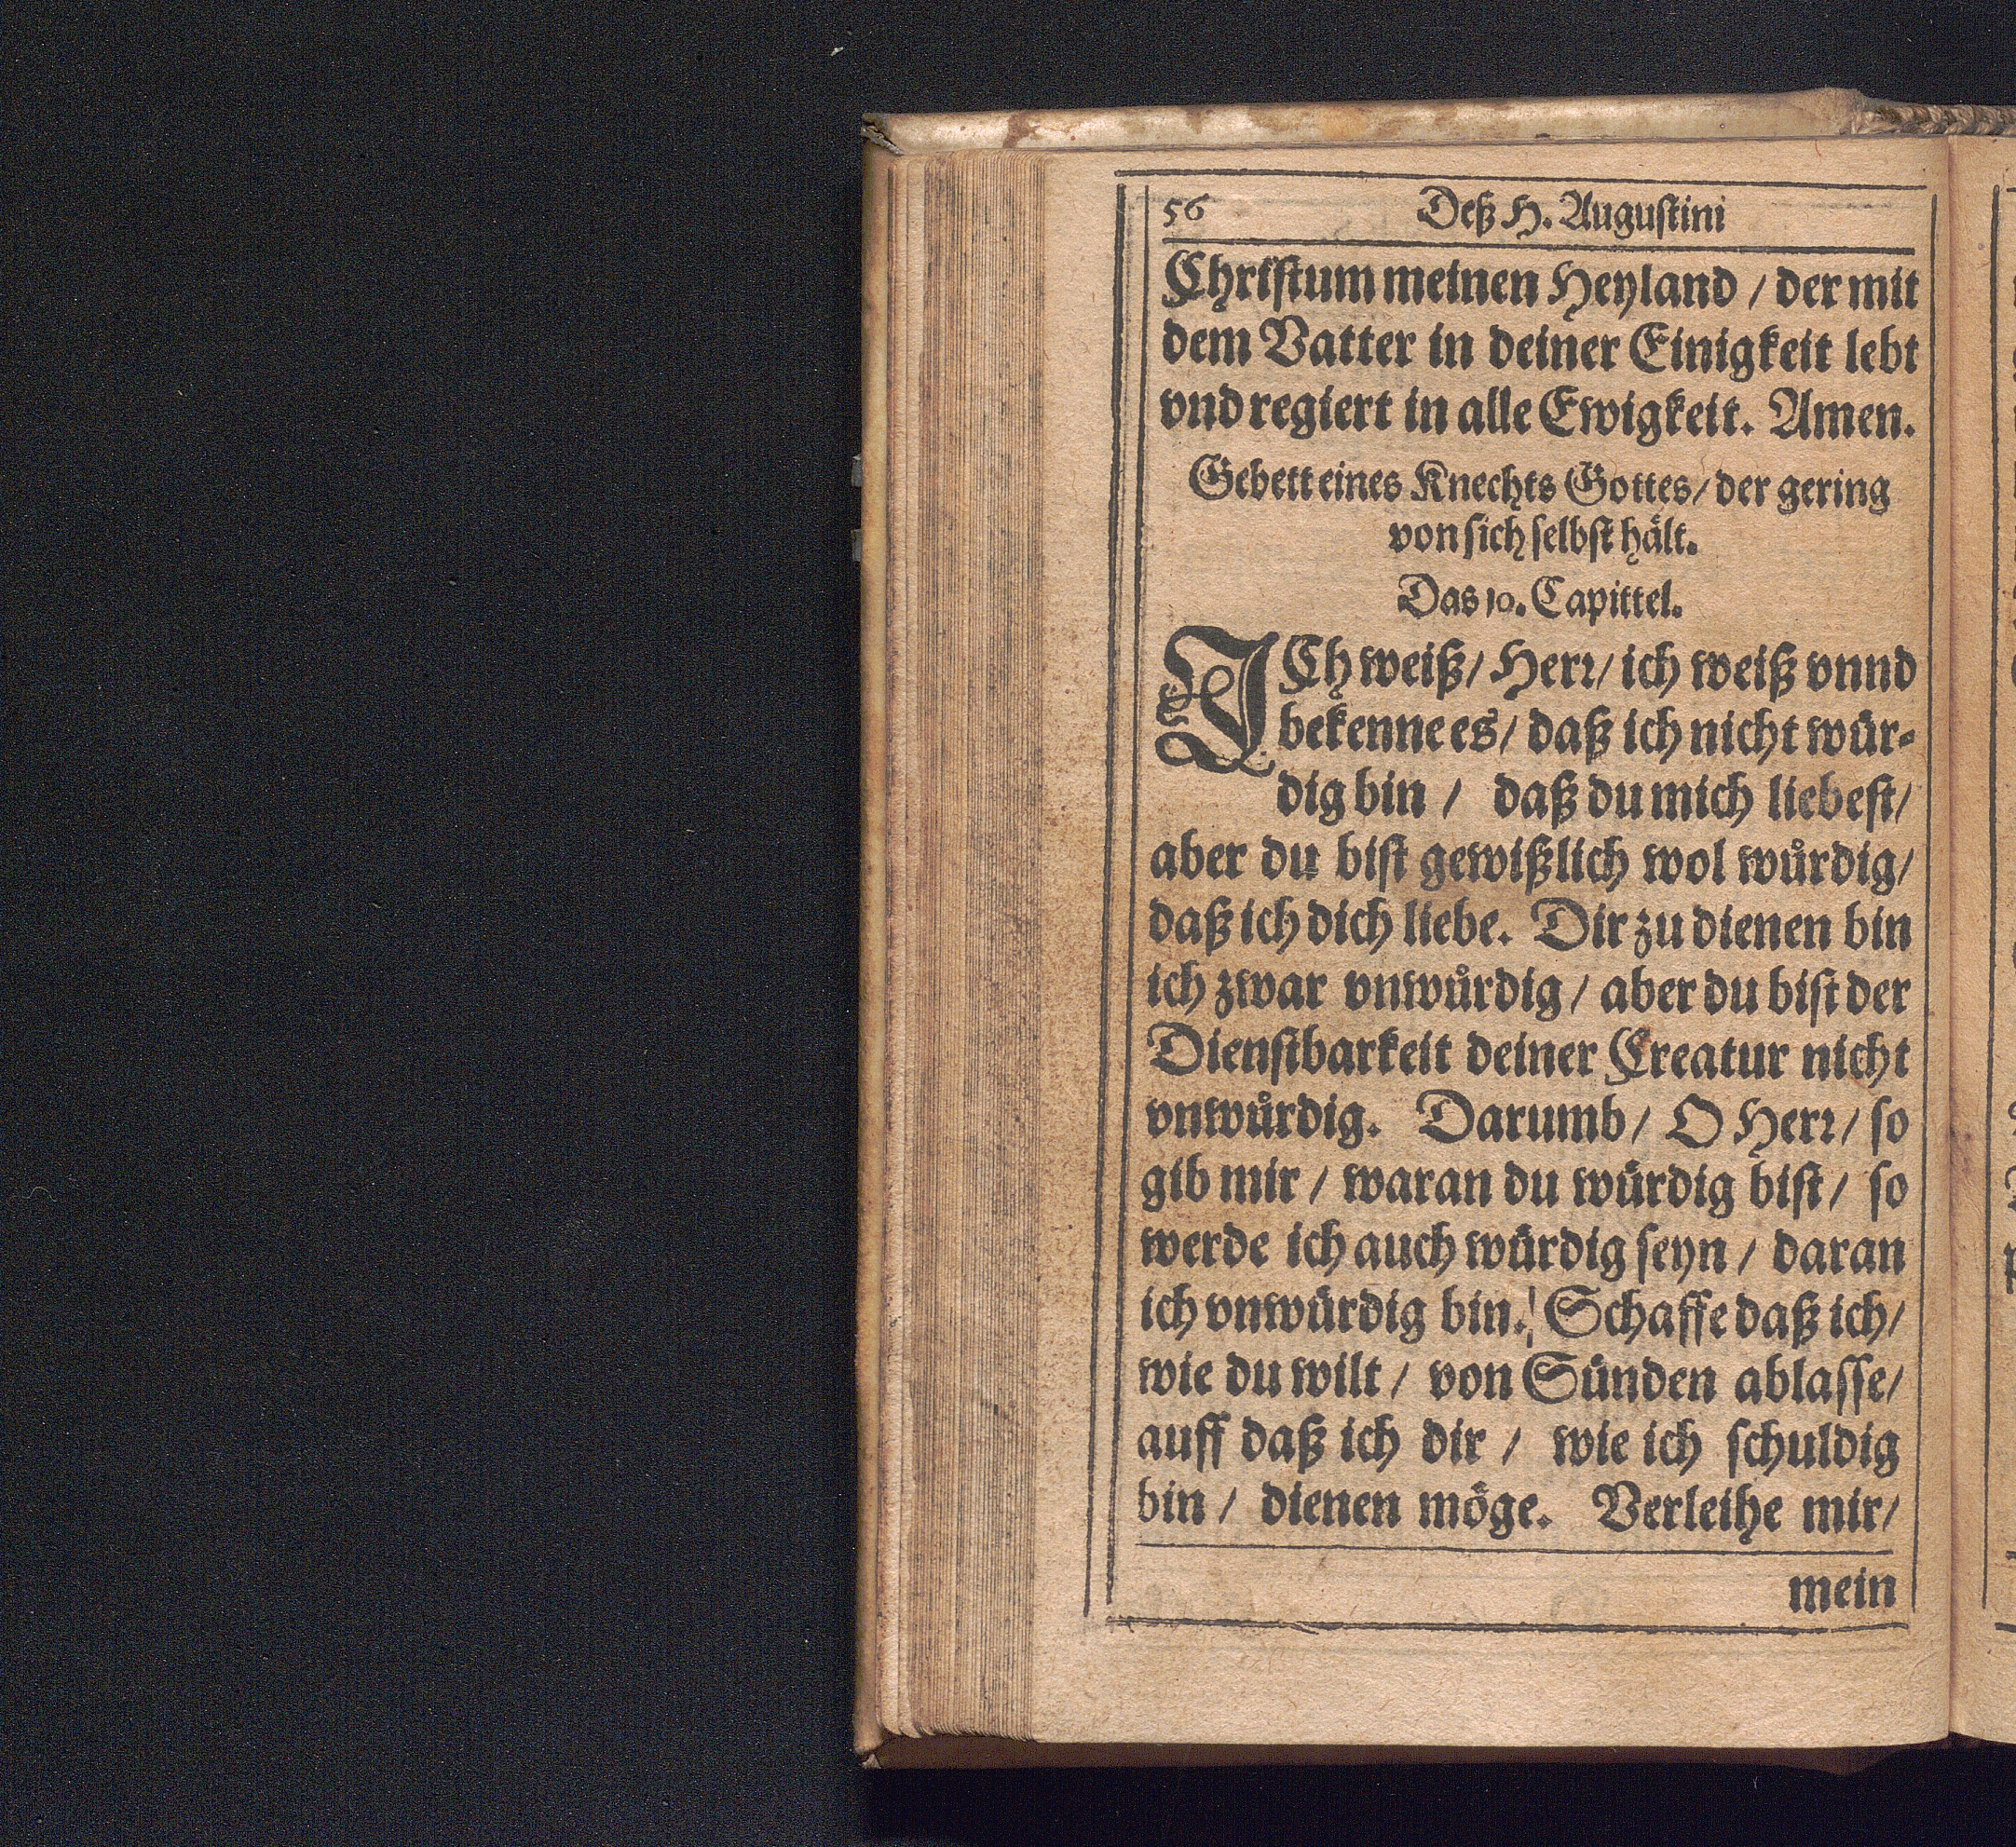 56 Deß H. Augustini
Christum meinen Heyland / der mit
dem Vatter in deiner Einigkeit lebt
vnd regiert in alle Ewigkeit. Amen.
Gebett eines Knechts Gottes / der gering
von sich selbst hält.
Das 10. Capittel.
ICh weiß / Herr / ich weiß vnnd
bekenne es / daß ich nicht wür-
dig bin / daß du mich liebest /
aber du bist gewißlich wol wuͤrdig /
daß ich dich liebe. Dir zu dienen bin
ich zwar vnwuͤrdig / aber du bist der
Dienstbarkeit deiner Creatur nicht
vnwuͤrdig. Darumb / O Herr / so
gib mir / waran du würdig bist / so
werde ich auch würdig seyn / daran
ich vnwürdig bin. Schaffe daß ich /
wie du wilt / von Sünden ablasse /
auff daß ich dir / wie ich schuldig
bin / dienen möge. Verleihe mir /
mein